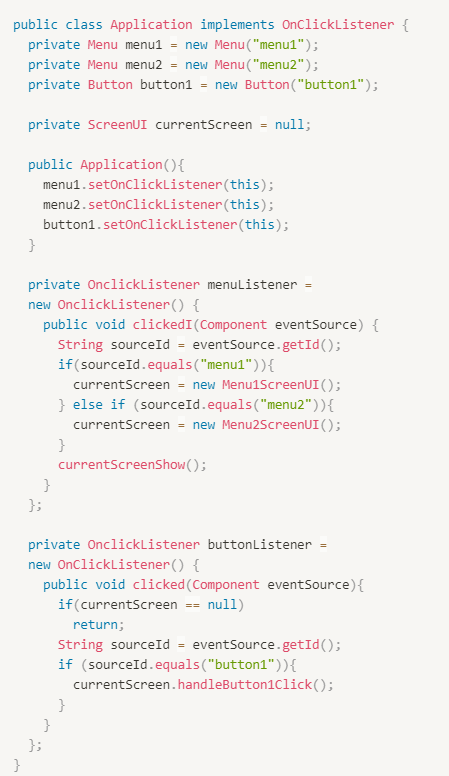 public class Application implements OnClickListener {
  private Menu menu1 = new Menu("menu1");
  private Menu menu2 = new Menu("menu2");
  private Button button1 = new Button("button1");

  private ScreenUI currentScreen = null;

  public Application(){
    menu1.setOnClickListener(this);
    menu2.setOnClickListener(this);
    button1.setOnClickListener(this);
  }

  private OnclickListener menuListener =
  new OnclickListener() {
    public void clickedI(Component eventSource) {
      String sourceId = eventSource.getId();
      if(sourceId.equals("menu1")){
        currentScreen = new Menu1ScreenUI();
      } else if (sourceId.equals("menu2")){
        currentScreen = new Menu2ScreenUI();
      }
      currentScreenShow();
    }
  };

  private OnclickListener buttonListener =
  new OnClickListener() {
    public void clicked(Component eventSource){
      if(currentScreen == null)
        return;
      String sourceId = eventSource.getId();
      if (sourceId.equals("button1")){
        currentScreen.handleButton1Click();
      }
    }
  };
}